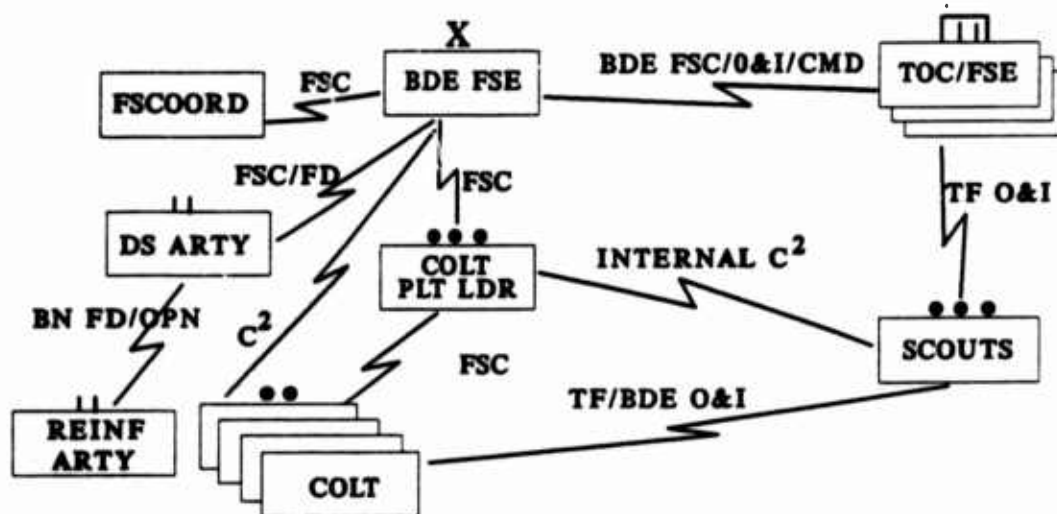 X
BDE FSE
FSCOORD
FSC
BDE FSC/0&I/CMD
TOC/FSE
FSC/FD
FSC
TF O&I
DS ARTY
COLT
PLT LDR
INTERNAL C²
BN FD/OPN
C²
SCOUTS
FSC
TF/BDE O&I
REINF
ARTY
COLT